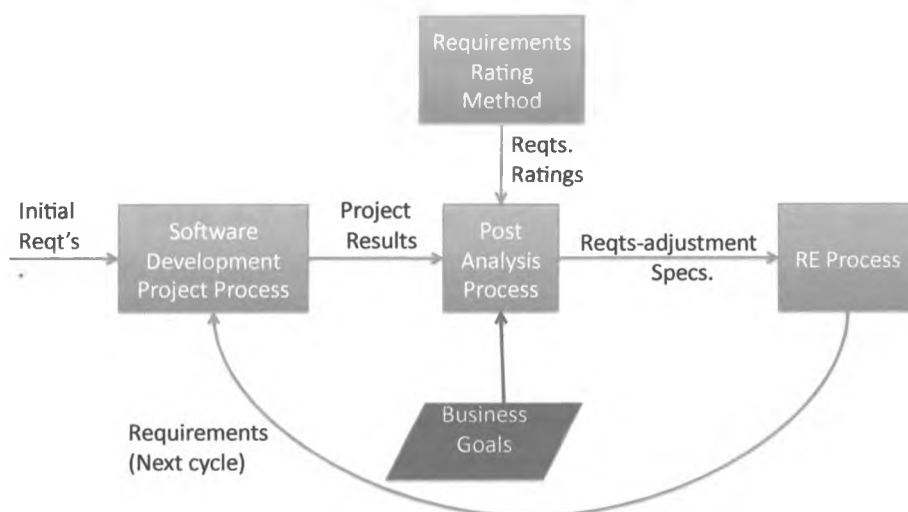 Requirements
Rating
Method
Reqts.
Ratings
Initial
Reqt's
Software
Development
Project Process
Project
Results
Post
Analysis
Process
Reqts-adjustment
Specs.
RE Process
Business
Goals
Requirements
(Next cycle)